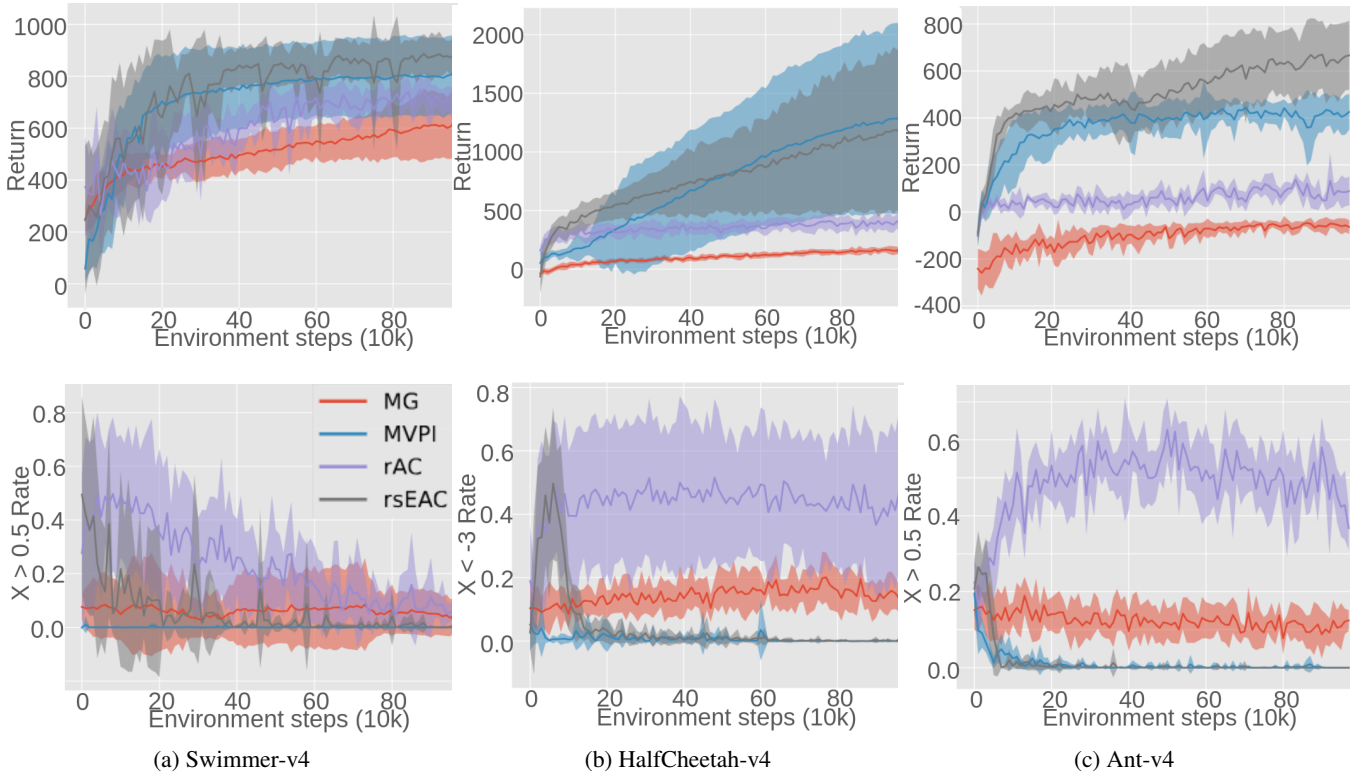 1000
800
600
400
200
0
Return
0 20 40 60 80
Environment steps (10k)
2000
1500
1000
500
0
Return
0 20 40 60 80
Environment steps (10k)
800
600
400
200
0
-200
-400
Return
0 20 40 60 80
Environment steps (10k)
0.8
0.6
0.4
0.2
0.0
X > 0.5 Rate
MG
MVPI
rAC
rsEAC
0 20 40 60 80
Environment steps (10k)
0.8
0.6
0.4
0.2
0.0
X < -3 Rate
0 20 40 60 80
Environment steps (10k)
0.6
0.4
0.2
0.0
X > 0.5 Rate
0 20 40 60 80
Environment steps (10k)
(a) Swimmer-v4
(b) HalfCheetah-v4
(c) Ant-v4